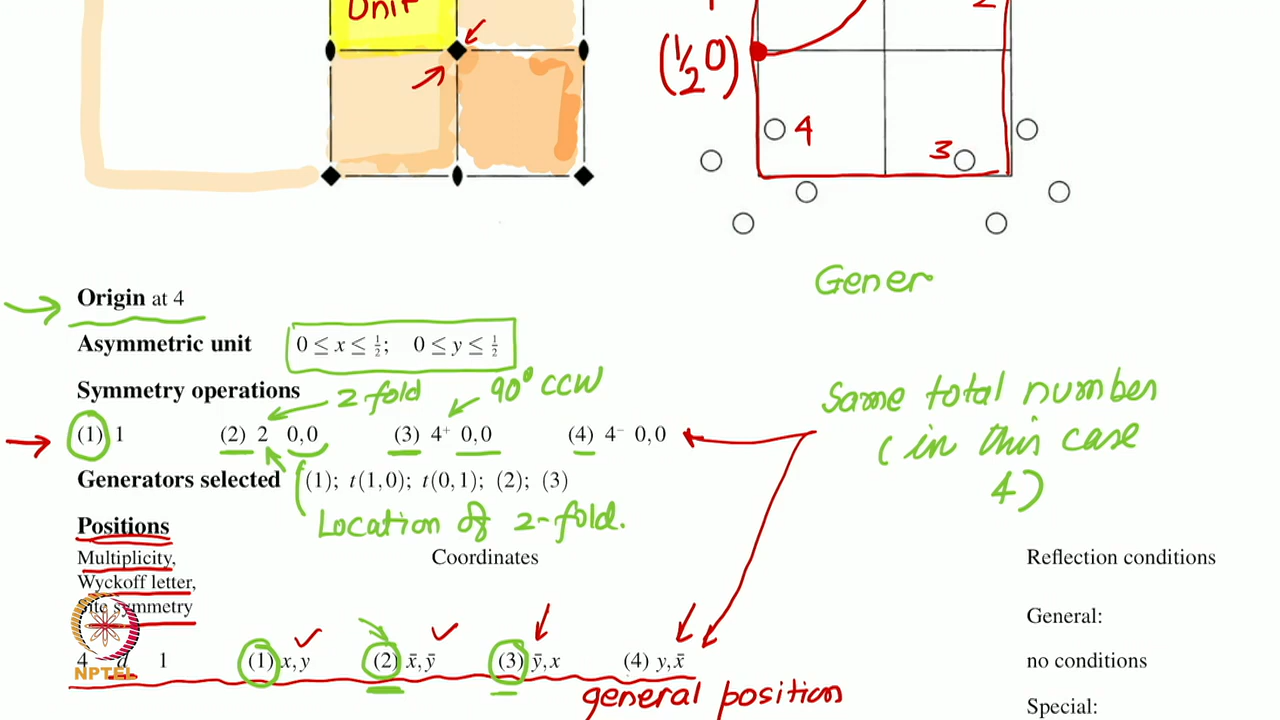 Unit
(½ 0)
2
4
3
Gener
Origin at 4
Asymmetric unit 0 ≤ x ≤ ½; 0 ≤ y ≤ ½
Symmetry operations
2 fold
90° CCW
(1) 1 (2) 2 0,0 (3) 4⁺ 0,0 (4) 4⁻ 0,0
Same total number
(in this case
4)
Generators selected (1); t(1,0); t(0,1); (2); (3)
Location of 2-fold.
Positions
Multiplicity,
Wyckoff letter,
Site symmetry
Coordinates
Reflection conditions
General:
4 d 1 (1) x,y (2) x̄,ȳ (3) ȳ,x (4) y,x̄
no conditions
general position
Special:
NPTEL